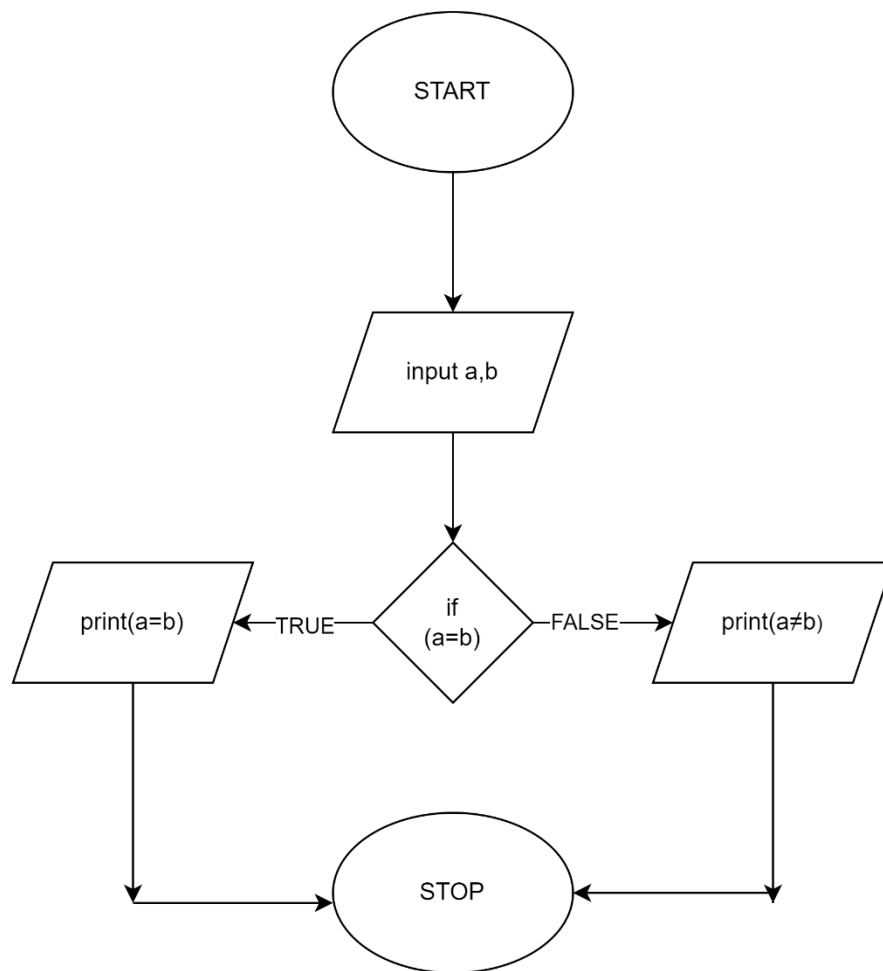 START
input a,b
if
(a=b)
TRUE
FALSE
print(a=b)
print(a≠b)
STOP